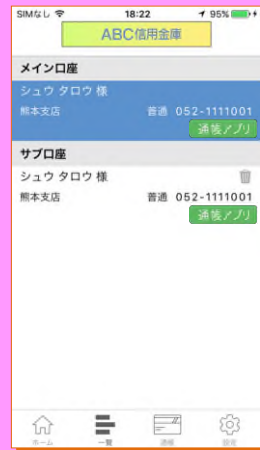 SIMなし 18:22 95%
ABC信用金庫
メイン口座
シュウ タロウ 様
熊本支店 普通 052-1111001
通帳アプリ
サブ口座
シュウ タロウ 様
熊本支店 普通 052-1111001
通帳アプリ
ホーム 一覧 通帳 設定